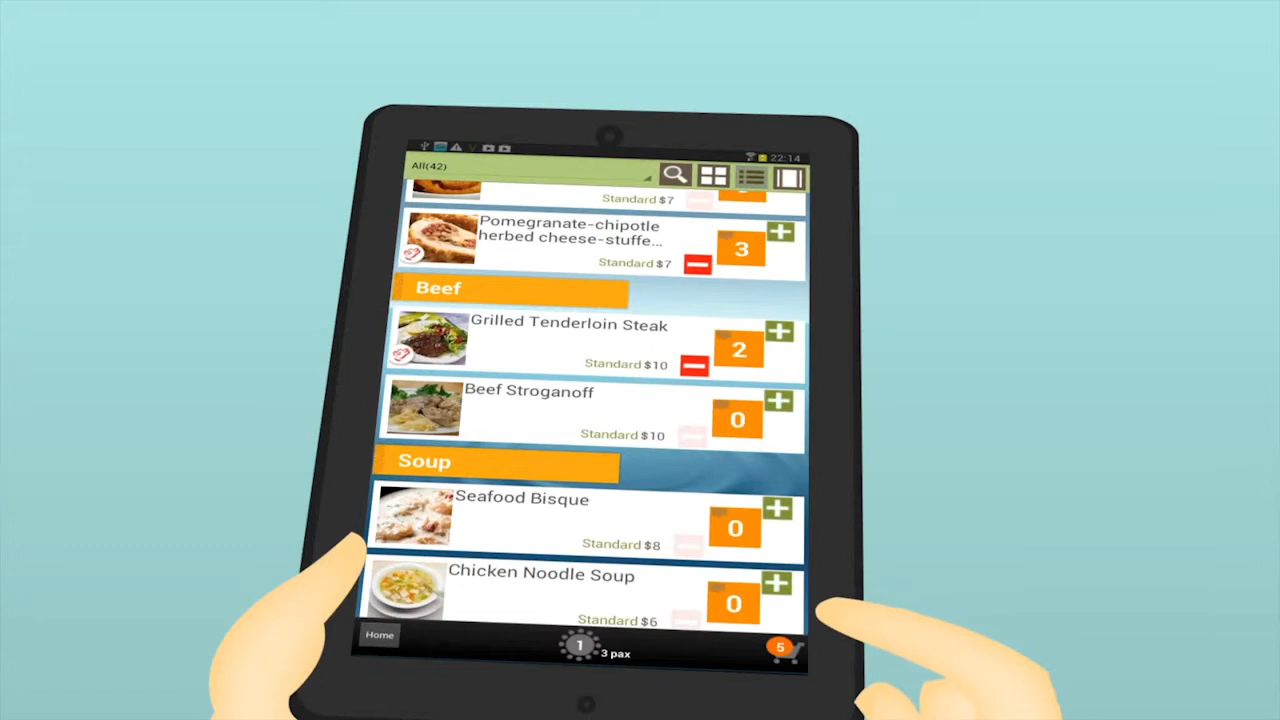 22:14
All(42)
Standard $7
Pomegranate-chipotle
herbed cheese-stuffe...
3
Standard $7
Beef
Grilled Tenderloin Steak
2
Standard $10
Beef Stroganoff
0
Standard $10
Soup
Seafood Bisque
0
Standard $8
Chicken Noodle Soup
0
Standard $6
Home
1
3 pax
5